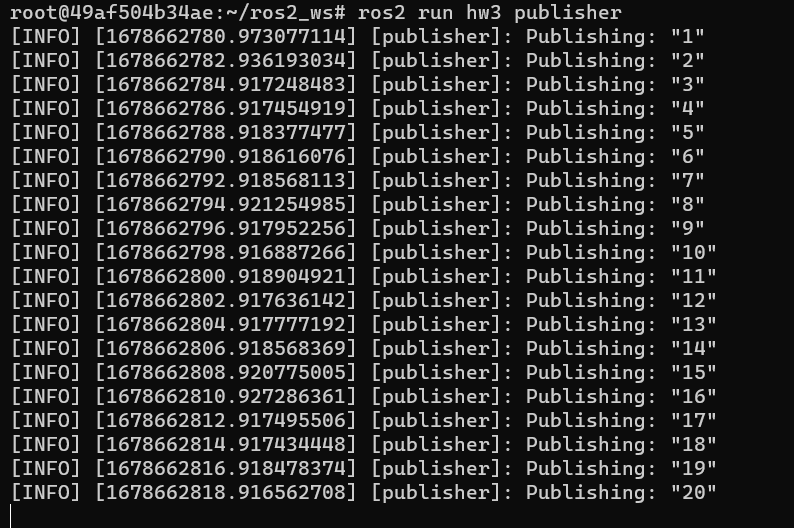 root@49af504b34ae:~/ros2_ws# ros2 run hw3 publisher
[INFO] [1678662780.973077114] [publisher]: Publishing: "1"
[INFO] [1678662782.936193034] [publisher]: Publishing: "2"
[INFO] [1678662784.917248483] [publisher]: Publishing: "3"
[INFO] [1678662786.917454919] [publisher]: Publishing: "4"
[INFO] [1678662788.918377477] [publisher]: Publishing: "5"
[INFO] [1678662790.918616076] [publisher]: Publishing: "6"
[INFO] [1678662792.918568113] [publisher]: Publishing: "7"
[INFO] [1678662794.921254985] [publisher]: Publishing: "8"
[INFO] [1678662796.917952256] [publisher]: Publishing: "9"
[INFO] [1678662798.916887266] [publisher]: Publishing: "10"
[INFO] [1678662800.918904921] [publisher]: Publishing: "11"
[INFO] [1678662802.917636142] [publisher]: Publishing: "12"
[INFO] [1678662804.917777192] [publisher]: Publishing: "13"
[INFO] [1678662806.918568369] [publisher]: Publishing: "14"
[INFO] [1678662808.920775005] [publisher]: Publishing: "15"
[INFO] [1678662810.927286361] [publisher]: Publishing: "16"
[INFO] [1678662812.917495506] [publisher]: Publishing: "17"
[INFO] [1678662814.917434448] [publisher]: Publishing: "18"
[INFO] [1678662816.918478374] [publisher]: Publishing: "19"
[INFO] [1678662818.916562708] [publisher]: Publishing: "20"